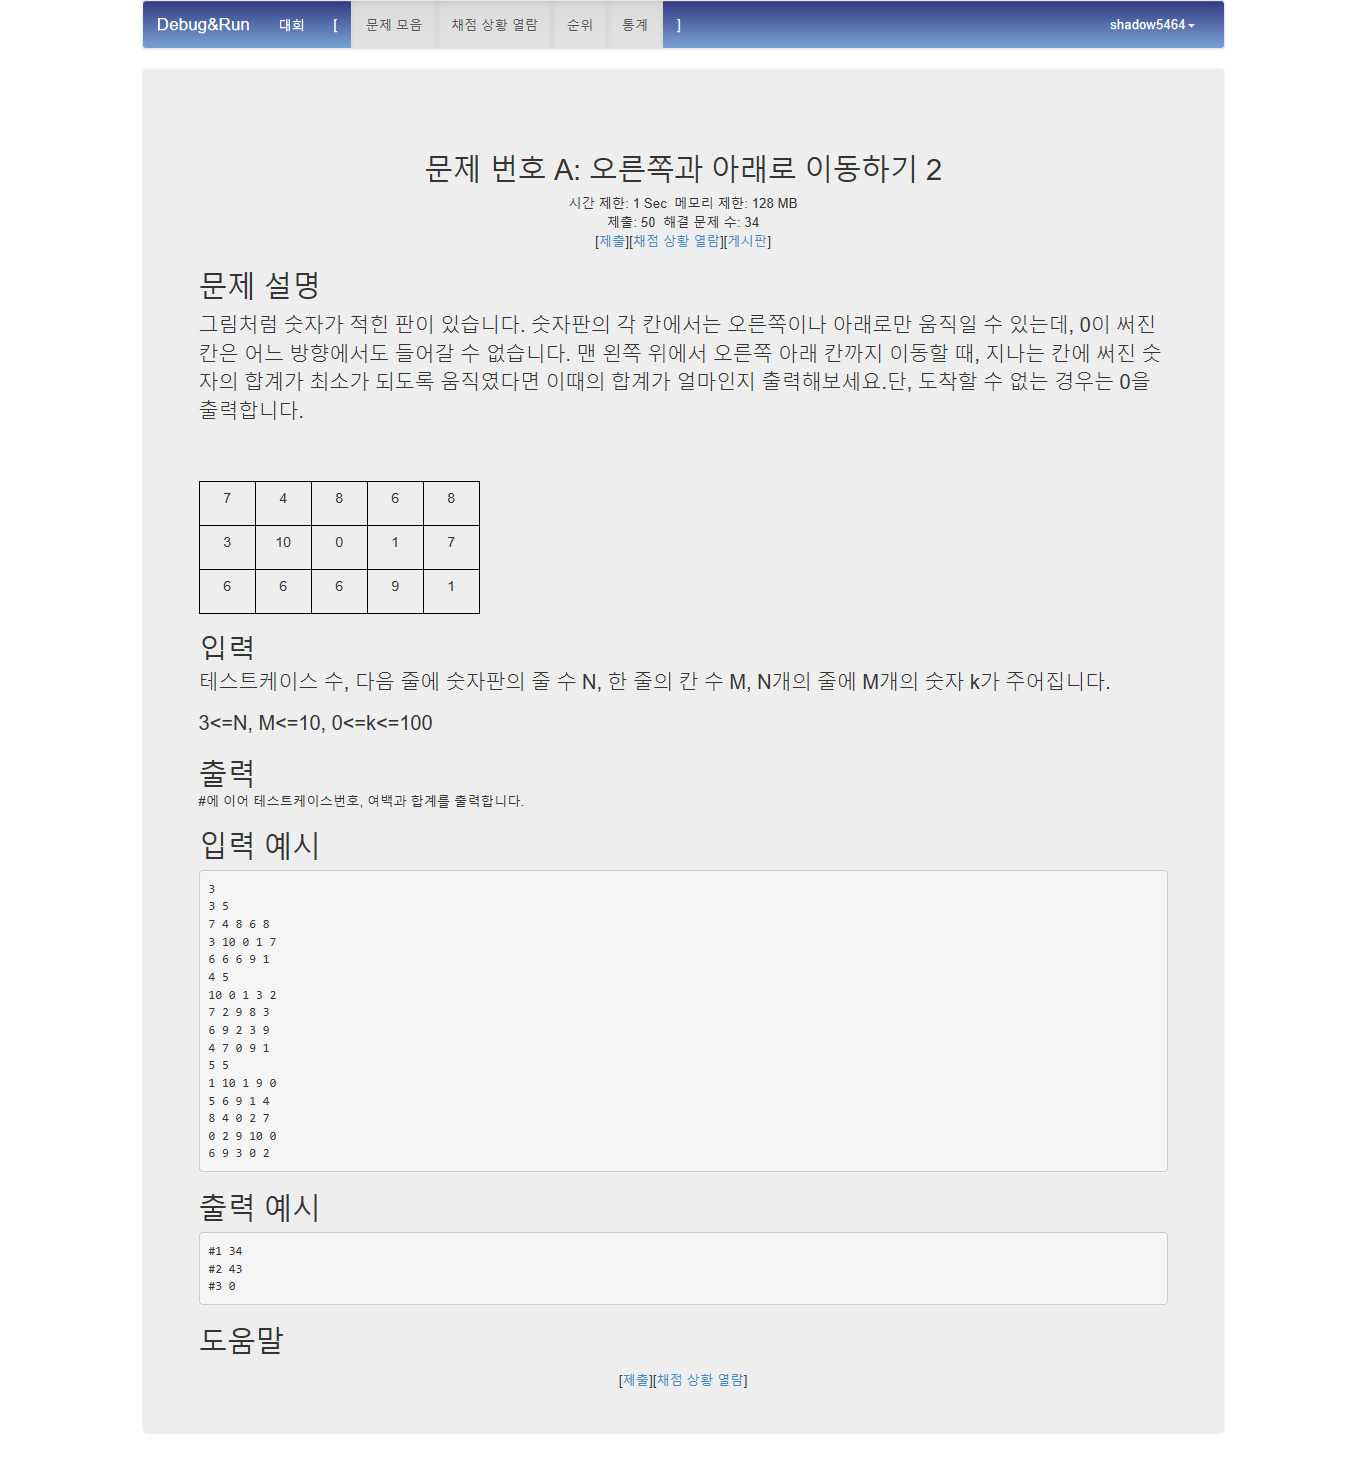 Debug&Run 대회 [ 문제 모음 채점 상황 열람 순위 통계 ] shadow5464
문제 번호 A: 오른쪽과 아래로 이동하기 2
시간 제한: 1 Sec 메모리 제한: 128 MB
제출: 50 해결 문제 수: 34
[제출][채점 상황 열람][게시판]
문제 설명
그림처럼 숫자가 적힌 판이 있습니다. 숫자판의 각 칸에서는 오른쪽이나 아래로만 움직일 수 있는데, 0이 써진
칸은 어느 방향에서도 들어갈 수 없습니다. 맨 왼쪽 위에서 오른쪽 아래 칸까지 이동할 때, 지나는 칸에 써진 숫
자의 합계가 최소가 되도록 움직였다면 이때의 합계가 얼마인지 출력해보세요.단, 도착할 수 없는 경우는 0을
출력합니다.
7 4 8 6 8
3 10 0 1 7
6 6 6 9 1
입력
테스트케이스 수, 다음 줄에 숫자판의 줄 수 N, 한 줄의 칸 수 M, N개의 줄에 M개의 숫자 k가 주어집니다.
3<=N, M<=10, 0<=k<=100
출력
#에 이어 테스트케이스번호, 여백과 합계를 출력합니다.
입력 예시
3
3 5
7 4 8 6 8
3 10 0 1 7
6 6 6 9 1
4 5
10 0 1 3 2
7 2 9 8 3
6 9 2 3 9
4 7 0 9 1
5 5
1 10 1 9 0
5 6 9 1 4
8 4 0 2 7
0 2 9 10 0
6 9 3 0 2
출력 예시
#1 34
#2 43
#3 0
도움말
[제출][채점 상황 열람]